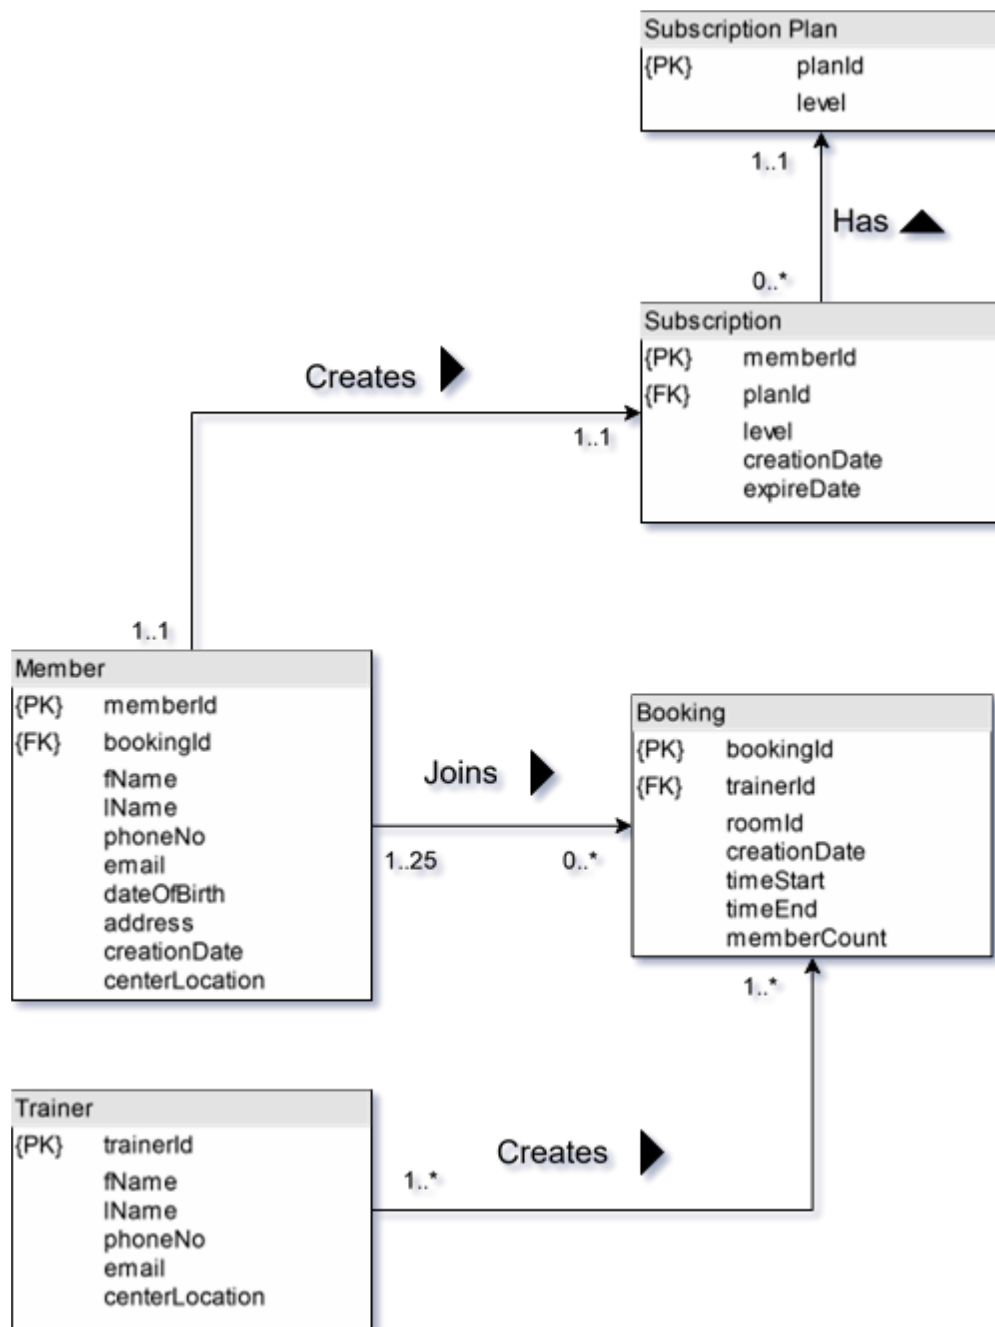 Subscription Plan
{PK} planId
level
1..1
Has
0..*
Subscription
{PK} memberId
{FK} planId
level
creationDate
expireDate
Creates
1..1
1..1
Member
{PK} memberId
{FK} bookingId
fName
lName
phoneNo
email
dateOfBirth
address
creationDate
centerLocation
Joins
1..25
0..*
Booking
{PK} bookingId
{FK} trainerId
roomId
creationDate
timeStart
timeEnd
memberCount
1..*
Trainer
{PK} trainerId
fName
lName
phoneNo
email
centerLocation
1..*
Creates